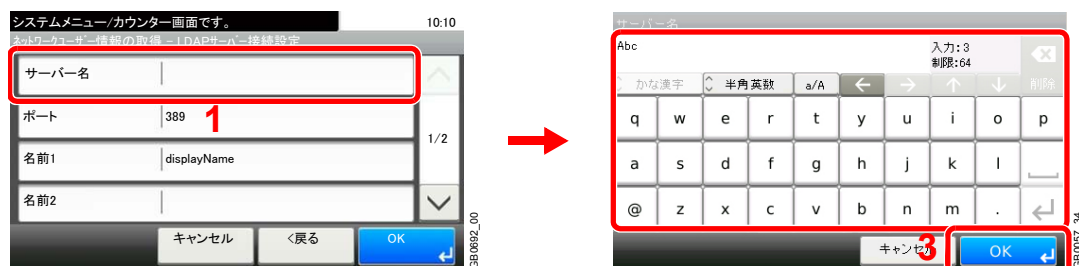 システムメニュー/カウンター画面です。
10:10
ネットワークユーザー情報の取得 - LDAPサーバー接続設定
サーバー名
1
ポート 389
1/2
名前1 displayName
名前2
キャンセル <戻る OK
GB0692_00
サーバー名
Abc
入力:3
制限:64
かな漢字 半角英数 a/A ← → ↑ ↓ 削除
q w e r t y u i o p
a s d f g h j k l
@ z x c v b n m .
キャンセル 3 OK
GB0057_34